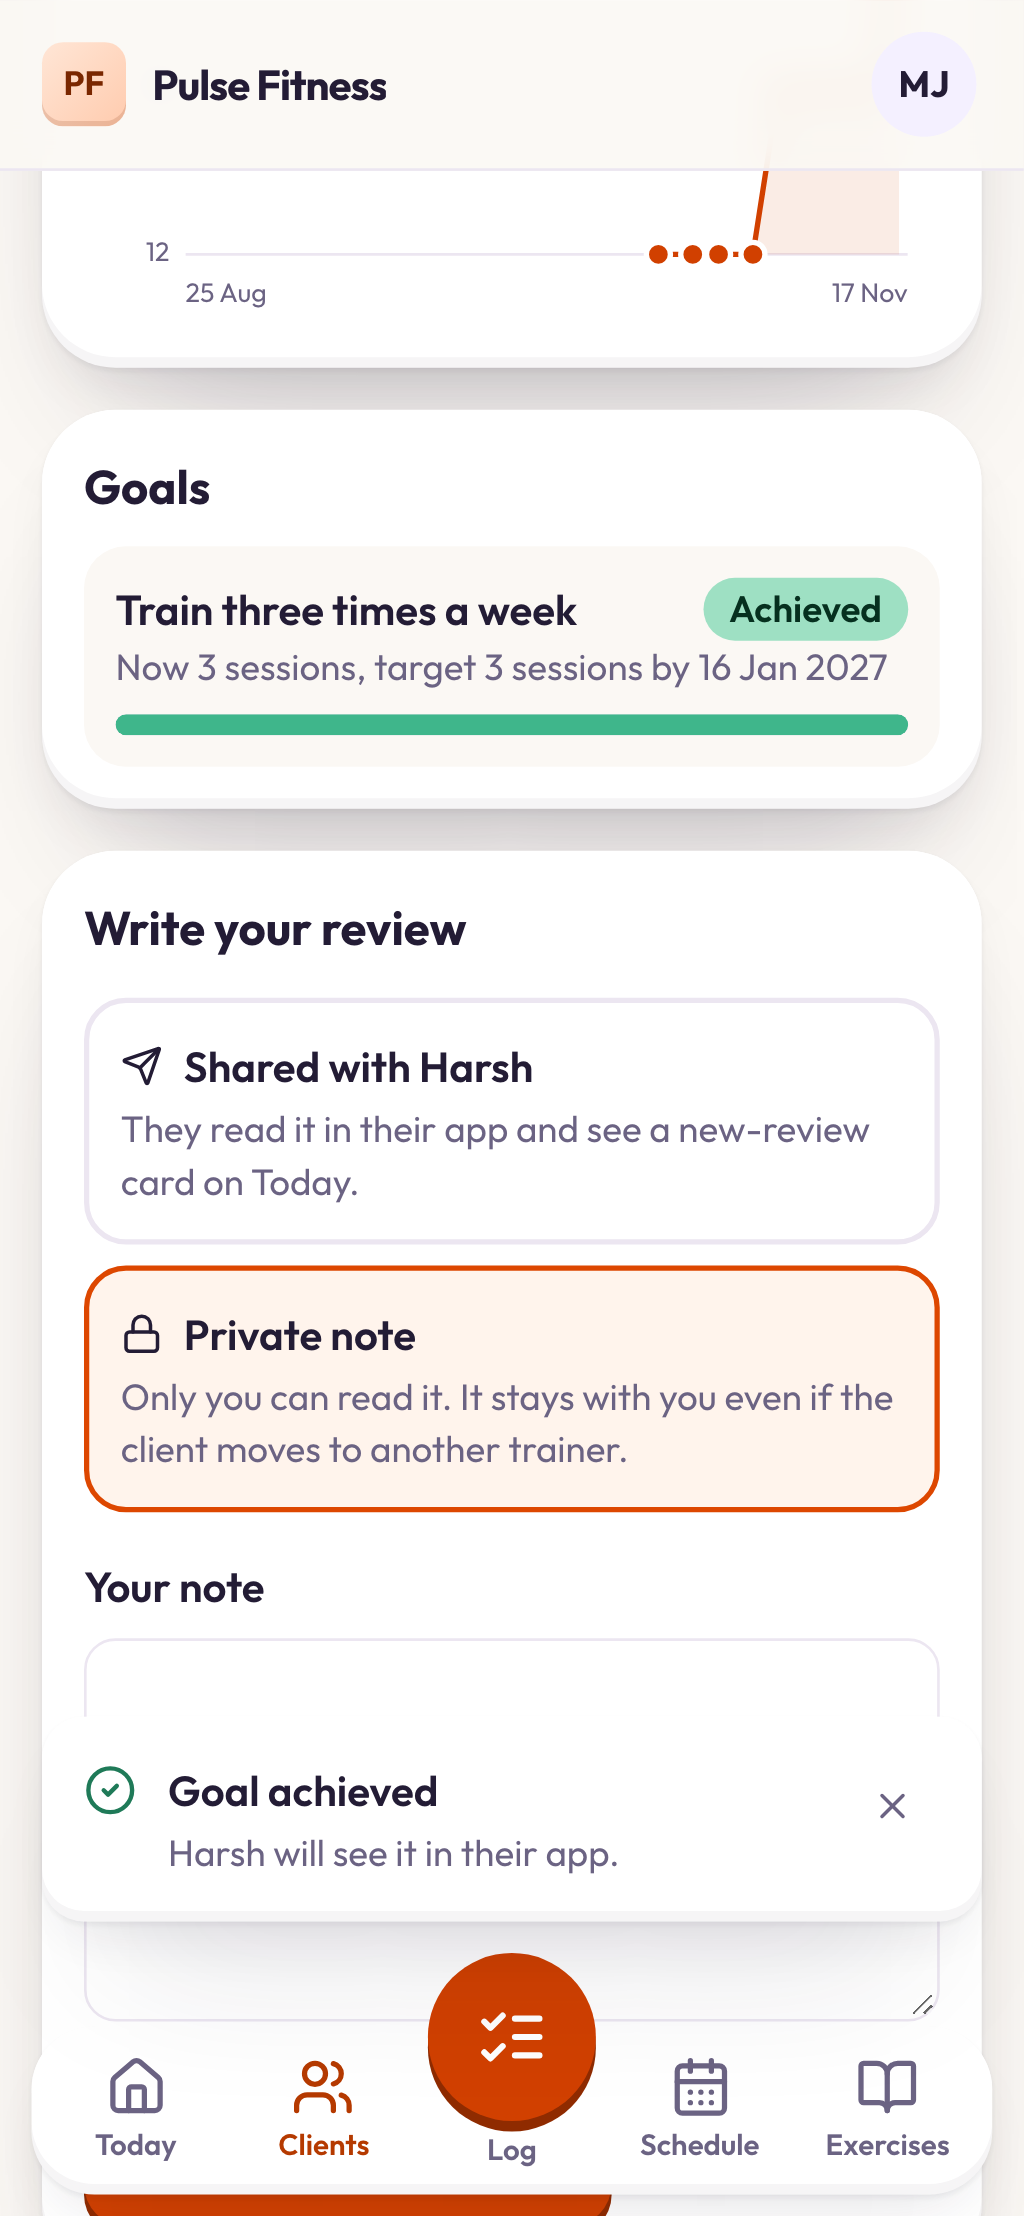 PF Pulse Fitness MJ
12
25 Aug 17 Nov
Goals
Train three times a week Achieved
Now 3 sessions, target 3 sessions by 16 Jan 2027
Write your review
Shared with Harsh
They read it in their app and see a new-review
card on Today.
Private note
Only you can read it. It stays with you even if the
client moves to another trainer.
Your note
Goal achieved
Harsh will see it in their app.
Today Clients Log Schedule Exercises